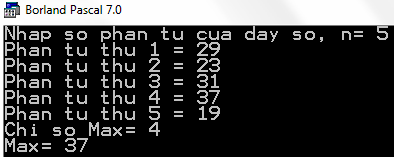 Borland Pascal 7.0
Nhap so phan tu cua day so, n= 5
Phan tu thu 1 = 29
Phan tu thu 2 = 23
Phan tu thu 3 = 31
Phan tu thu 4 = 37
Phan tu thu 5 = 19
Chi so Max= 4
Max= 37